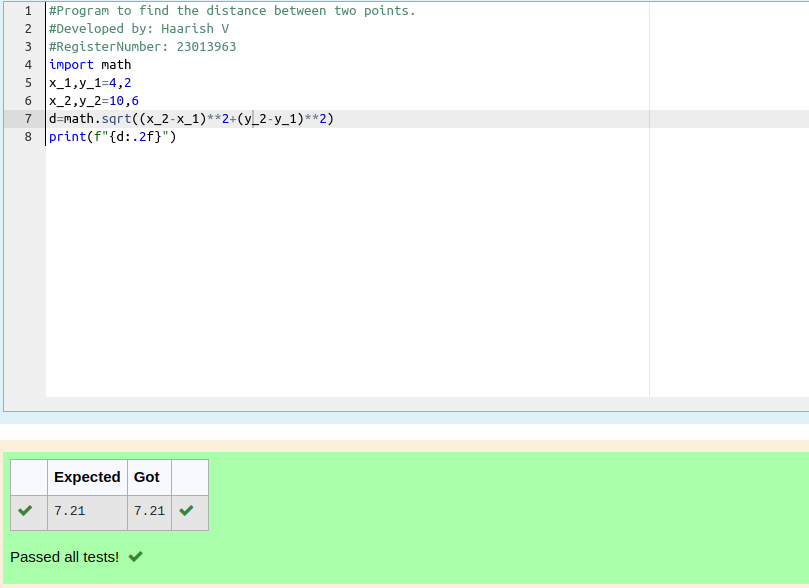 1 #Program to find the distance between two points.
2 #Developed by: Haarish V
3 #RegisterNumber: 23013963
4 import math
5 x_1,y_1=4,2
6 x_2,y_2=10,6
7 d=math.sqrt((x_2-x_1)**2+(y_2-y_1)**2)
8 print(f"{d:.2f}")
Expected Got
7.21 7.21
Passed all tests!